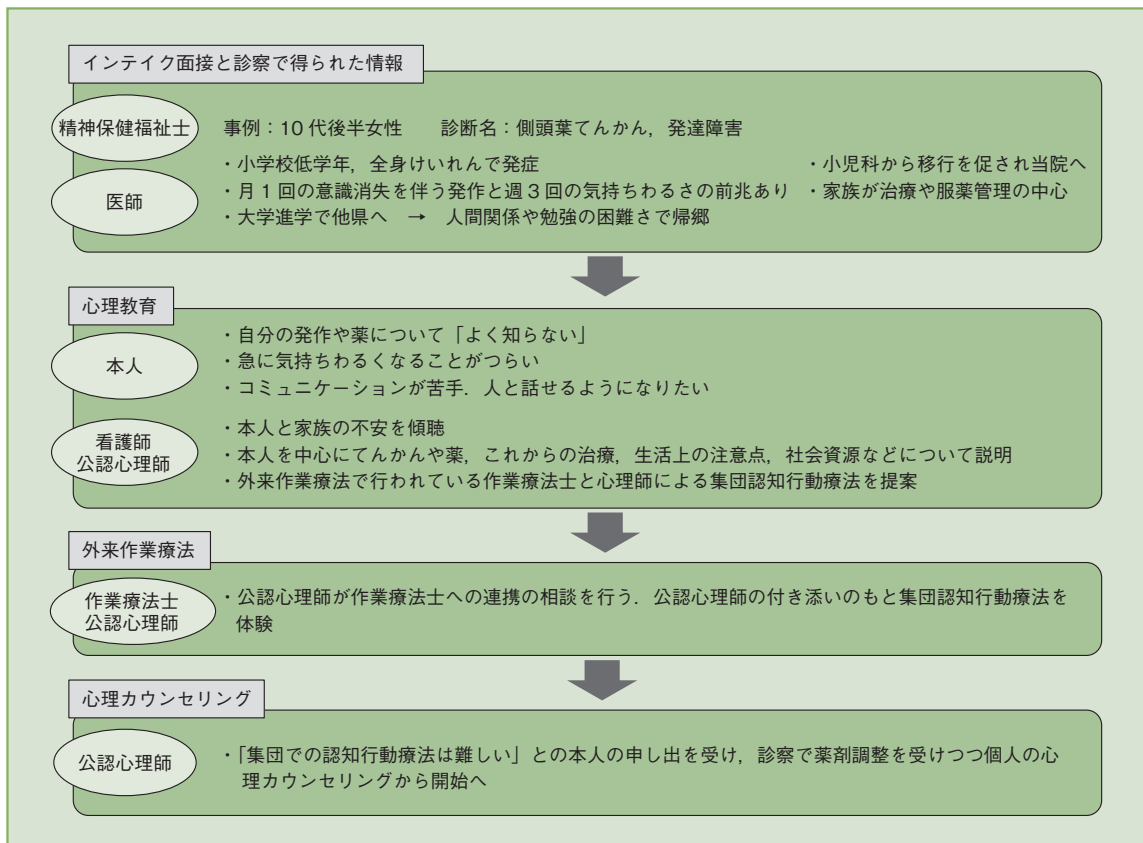 インテイク面接と診察で得られた情報
精神保健福祉士
事例：10 代後半女性　　診断名：側頭葉てんかん，発達障害
医師
・小学校低学年，全身けいれんで発症
・月 1 回の意識消失を伴う発作と週 3 回の気持ちわるさの前兆あり
・大学進学で他県へ　→　人間関係や勉強の困難さで帰郷
・小児科から移行を促され当院へ
・家族が治療や服薬管理の中心
心理教育
本人
・自分の発作や薬について「よく知らない」
・急に気持ちわるくなることがつらい
・コミュニケーションが苦手．人と話せるようになりたい
看護師
公認心理師
・本人と家族の不安を傾聴
・本人を中心にてんかんや薬，これからの治療，生活上の注意点，社会資源などについて説明
・外来作業療法で行われている作業療法士と心理師による集団認知行動療法を提案
外来作業療法
作業療法士
公認心理師
・公認心理師が作業療法士への連携の相談を行う．公認心理師の付き添いのもと集団認知行動療法を
体験
心理カウンセリング
公認心理師
・「集団での認知行動療法は難しい」との本人の申し出を受け，診察で薬剤調整を受けつつ個人の心
理カウンセリングから開始へ